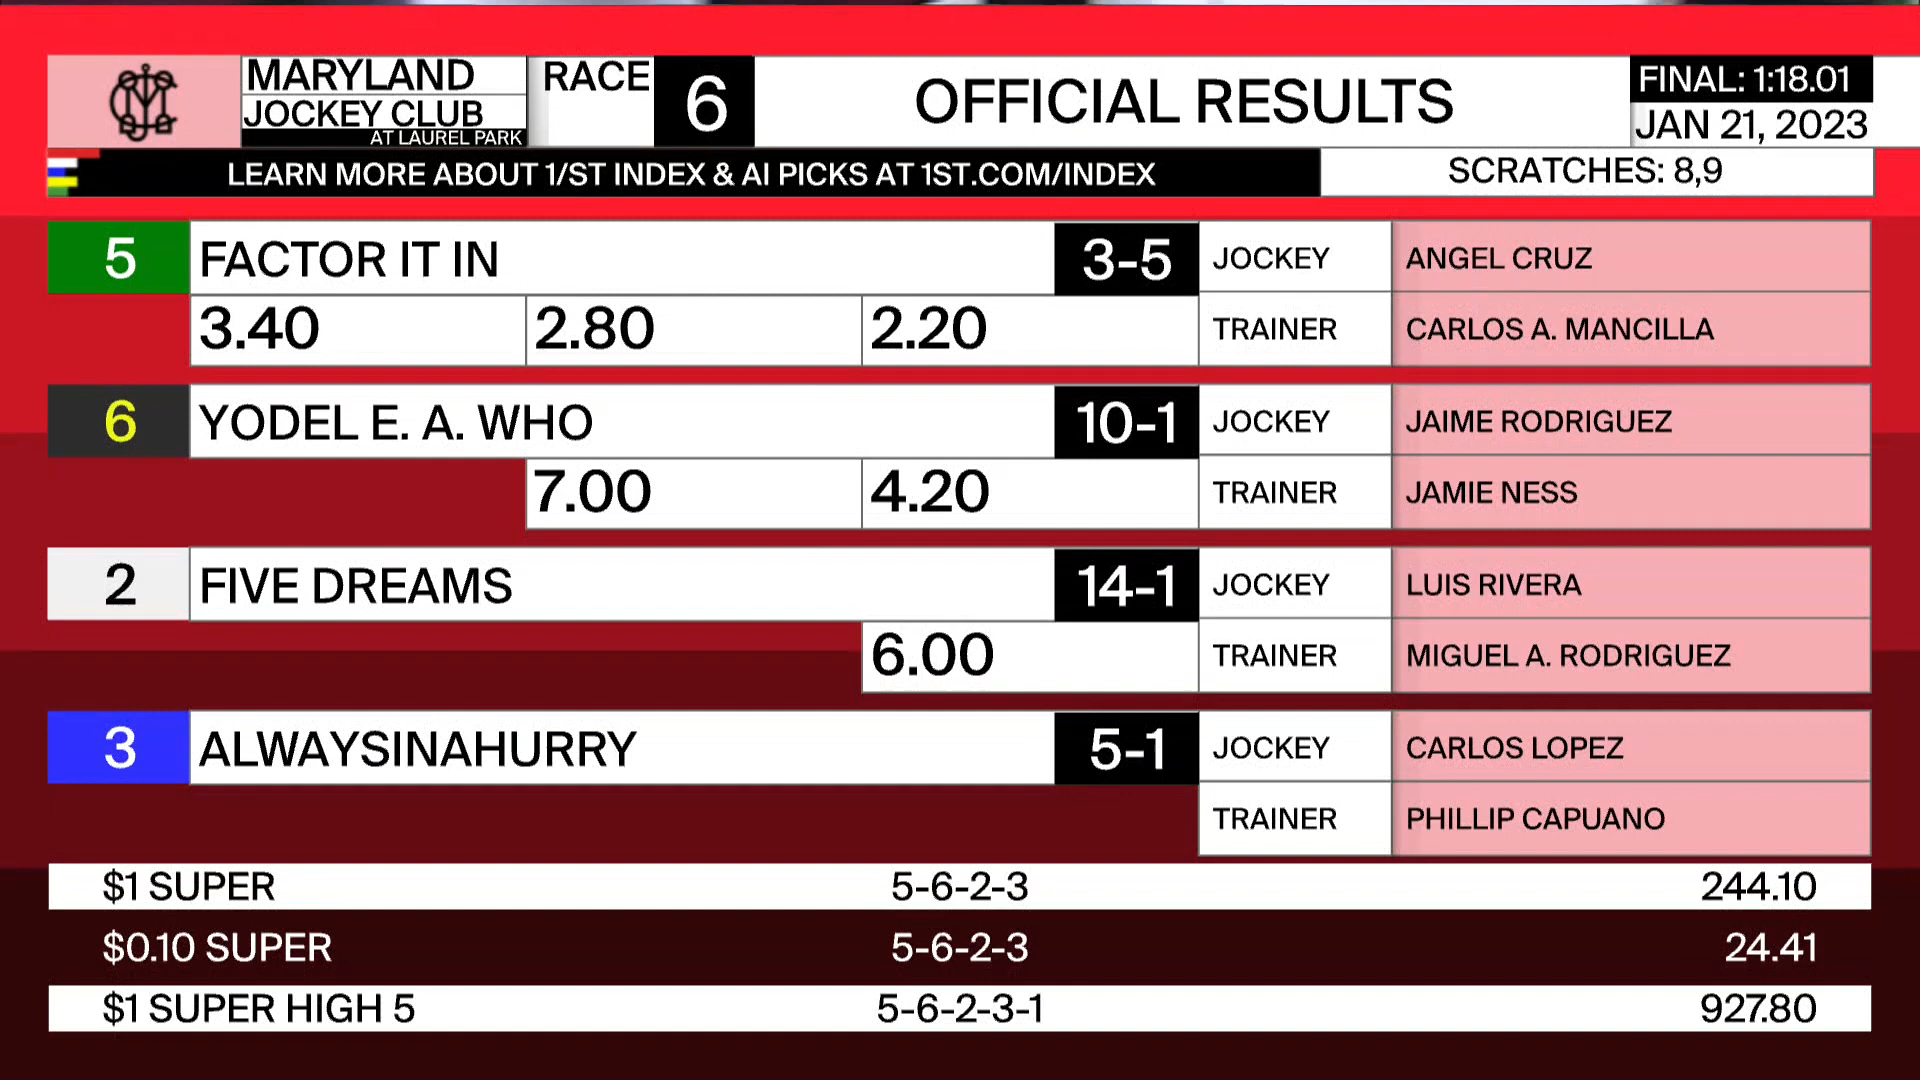 MARYLAND
JOCKEY CLUB
AT LAUREL PARK
RACE 6
OFFICIAL RESULTS
FINAL: 1:18.01
JAN 21, 2023
LEARN MORE ABOUT 1/ST INDEX & AI PICKS AT 1ST.COM/INDEX
SCRATCHES: 8,9
5 FACTOR IT IN 3-5 JOCKEY ANGEL CRUZ
3.40 2.80 2.20 TRAINER CARLOS A. MANCILLA
6 YODEL E. A. WHO 10-1 JOCKEY JAIME RODRIGUEZ
7.00 4.20 TRAINER JAMIE NESS
2 FIVE DREAMS 14-1 JOCKEY LUIS RIVERA
6.00 TRAINER MIGUEL A. RODRIGUEZ
3 ALWAYSINAHURRY 5-1 JOCKEY CARLOS LOPEZ
TRAINER PHILLIP CAPUANO
$1 SUPER 5-6-2-3 244.10
$0.10 SUPER 5-6-2-3 24.41
$1 SUPER HIGH 5 5-6-2-3-1 927.80